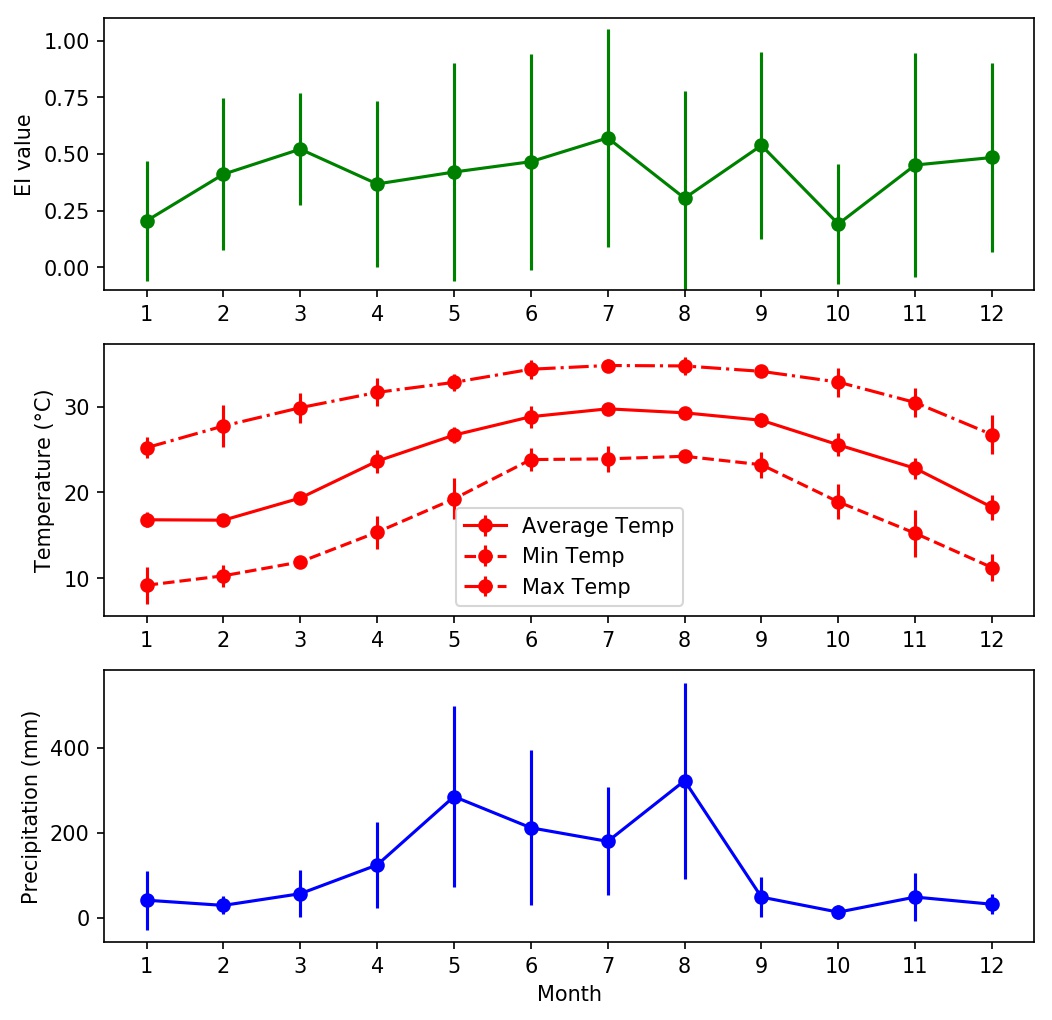 EI value
1.00
0.75
0.50
0.25
0.00
1 2 3 4 5 6 7 8 9 10 11 12
Temperature (°C)
30
20
10
Average Temp
Min Temp
Max Temp
1 2 3 4 5 6 7 8 9 10 11 12
Precipitation (mm)
400
200
0
1 2 3 4 5 6 7 8 9 10 11 12
Month